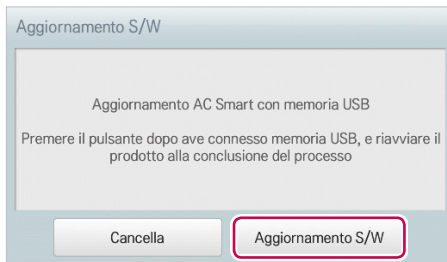 Aggiornamento S/W
Aggiornamento AC Smart con memoria USB
Premere il pulsante dopo ave connesso memoria USB, e riavviare il
prodotto alla conclusione del processo
Cancella
Aggiornamento S/W